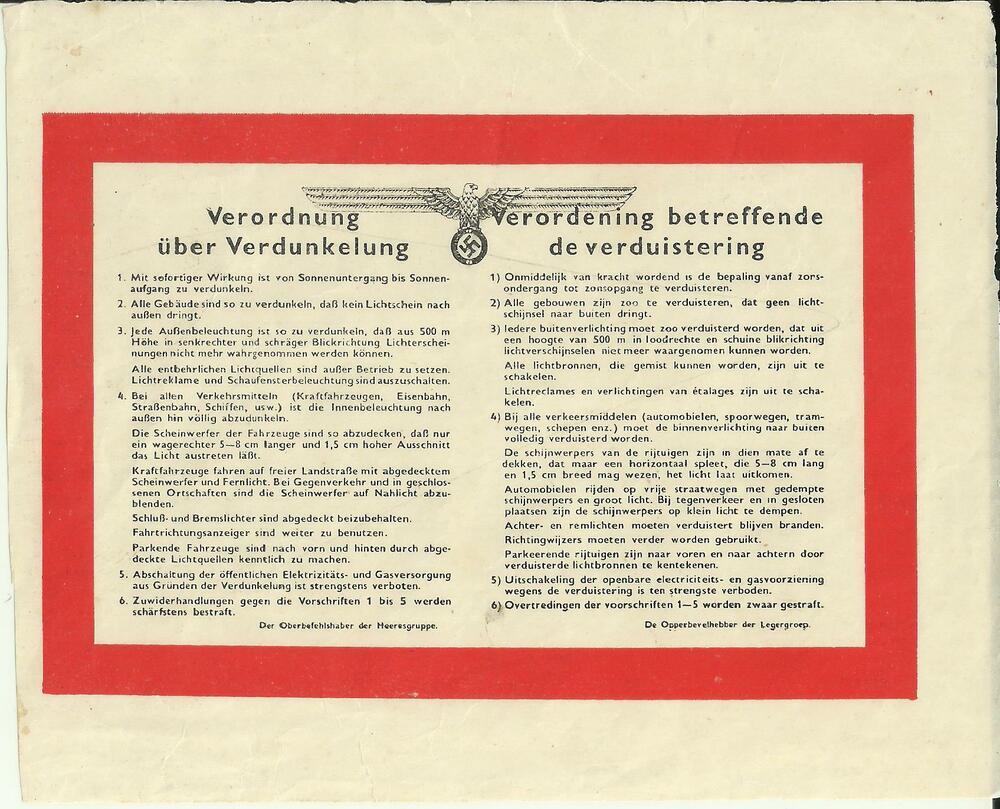 Verordnung
über Verdunkelung
1. Mit sofortiger Wirkung ist von Sonnenuntergang bis Sonnen-
aufgang zu verdunkeln.
2. Alle Gebäude sind so zu verdunkeln, daß kein Lichtschein nach
außen dringt.
3. Jede Außenbeleuchtung ist so zu verdunkeln, daß aus 500 m
Höhe in senkrechter und schräger Blickrichtung Lichterschei-
nungen nicht mehr wahrgenommen werden können.
Alle entbehrlichen Lichtquellen sind außer Betrieb zu setzen.
Lichtreklame und Schaufensterbeleuchtung sind auszuschalten.
4. Bei allen Verkehrsmitteln (Kraftfahrzeugen, Eisenbahn,
Straßenbahn, Schiffen, usw.) ist die Innenbeleuchtung nach
außen hin völlig abzudunkeln.
Die Scheinwerfer der Fahrzeuge sind so abzudecken, daß nur
ein wagerechter 5—8 cm langer und 1,5 cm hoher Ausschnitt
das Licht austreten läßt.
Kraftfahrzeuge fahren auf freier Landstraße mit abgedecktem
Scheinwerfer und Fernlicht. Bei Gegenverkehr und in geschlos-
senen Ortschaften sind die Scheinwerfer auf Nahlicht abzu-
blenden.
Schluß- und Bremslichter sind abgedeckt beizubehalten.
Fahrtrichtungsanzeiger sind weiter zu benutzen.
Parkende Fahrzeuge sind nach vorn und hinten durch abge-
deckte Lichtquellen kenntlich zu machen.
5. Abschaltung der öffentlichen Elektrizitäts- und Gasversorgung
aus Gründen der Verdunkelung ist strengstens verboten.
6. Zuwiderhandlungen gegen die Vorschriften 1 bis 5 werden
schärfstens bestraft.
Der Oberbefehlshaber der Heeresgruppe.
Verordening betreffende
de verduistering
1) Onmiddelijk van kracht wordend is de bepaling vanaf zors-
ondergang tot zonsopgang te verduisteren.
2) Alle gebouwen zijn zoo te verduisteren, dat geen licht-
schijnsel naar buiten dringt.
3) Iedere buitenverlichting moet zoo verduisterd worden, dat uit
een hoogte van 500 m in loodrechte en schuine blikrichting
lichtverschijnselen niet meer waargenomen kunnen worden.
Alle lichtbronnen, die gemist kunnen worden, zijn uit te
schakelen.
Lichtreclames en verlichtingen van étalages zijn uit te scha-
kelen.
4) Bij alle verkeersmiddelen (automobielen, spoorwegen, tram-
wegen, schepen enz.) moet de binnenverlichting naar buiten
volledig verduisterd worden.
De schijnwerpers van de rijtuigen zijn in dien mate af te
dekken, dat maar een horizontaal spleet, die 5—8 cm lang
en 1,5 cm breed mag wezen, het licht laat uitkomen.
Automobielen rijden op vrije straatwegen met gedempte
schijnwerpers en groot licht. Bij tegenverkeer en in gesloten
plaatsen zijn de schijnwerpers op klein licht te dempen.
Achter- en remlichten moeten verduistert blijven branden.
Richtingwijzers moeten verder worden gebruikt.
Parkeerende rijtuigen zijn naar voren en naar achtern door
verduisterde lichtbronnen te kentekenen.
5) Uitschakeling der openbare electriciteits- en gasvoorziening
wegens de verduistering is ten strengste verboden.
6) Overtredingen der voorschriften 1—5 worden zwaar gestraft.
De Opperbevelhebber der Legergroep.